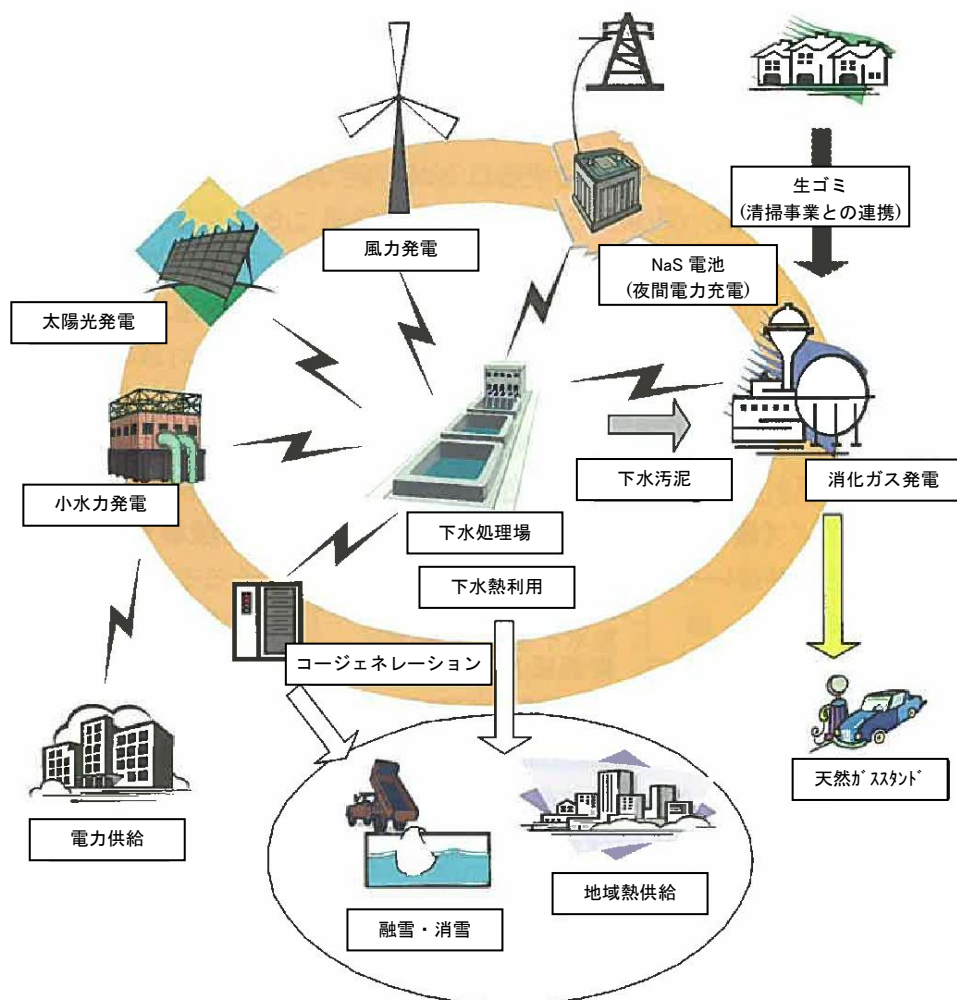 生ゴミ
(清掃事業との連携)
風力発電
NaS 電池
(夜間電力充電)
太陽光発電
下水汚泥
消化ガス発電
小水力発電
下水処理場
下水熱利用
コージェネレーション
天然ｶﾞｽｽﾀﾝﾄﾞ
電力供給
地域熱供給
融雪・消雪